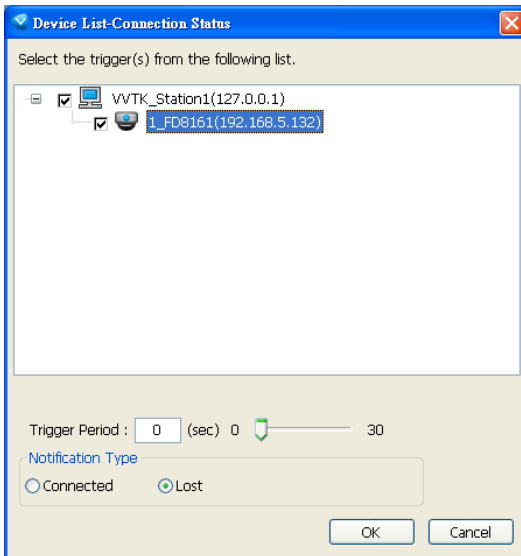 Device List-Connection Status
Select the trigger(s) from the following list.
VVTK_Station1(127.0.0.1)
1_FD8161(192.168.5.132)
Trigger Period : 0 (sec) 0 30
Notification Type
Connected Lost
OK Cancel